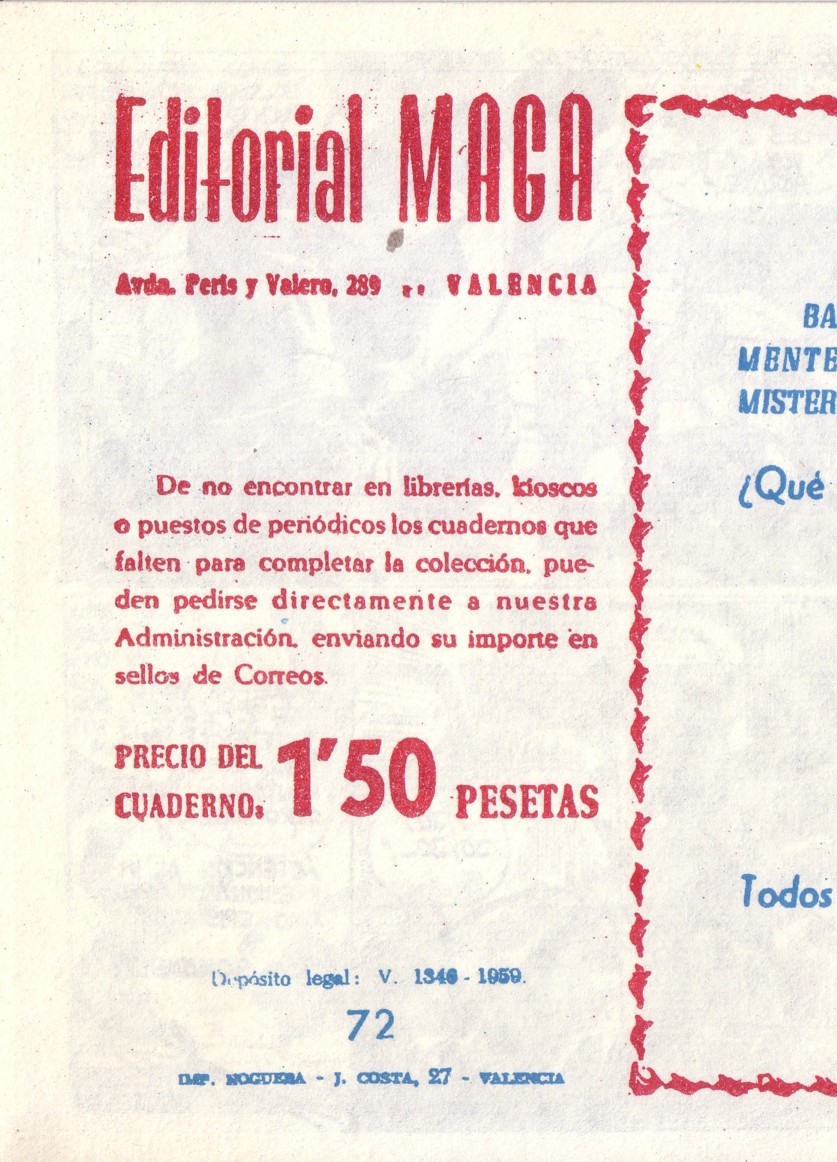 Editorial MAGA
Avda. Peris y Valero, 289 -- VALENCIA
De no encontrar en librerías, kioscos
o puestos de periódicos los cuadernos que
falten para completar la colección, pue-
den pedirse directamente a nuestra
Administración, enviando su importe en
sellos de Correos.
PRECIO DEL
CUADERNO: 1'50 PESETAS
Depósito legal: V. 1346 - 1959.
72
IMP. NOGUERA - J. COSTA, 27 - VALENCIA
BA
MENTE
MISTER
¿Qué
Todos